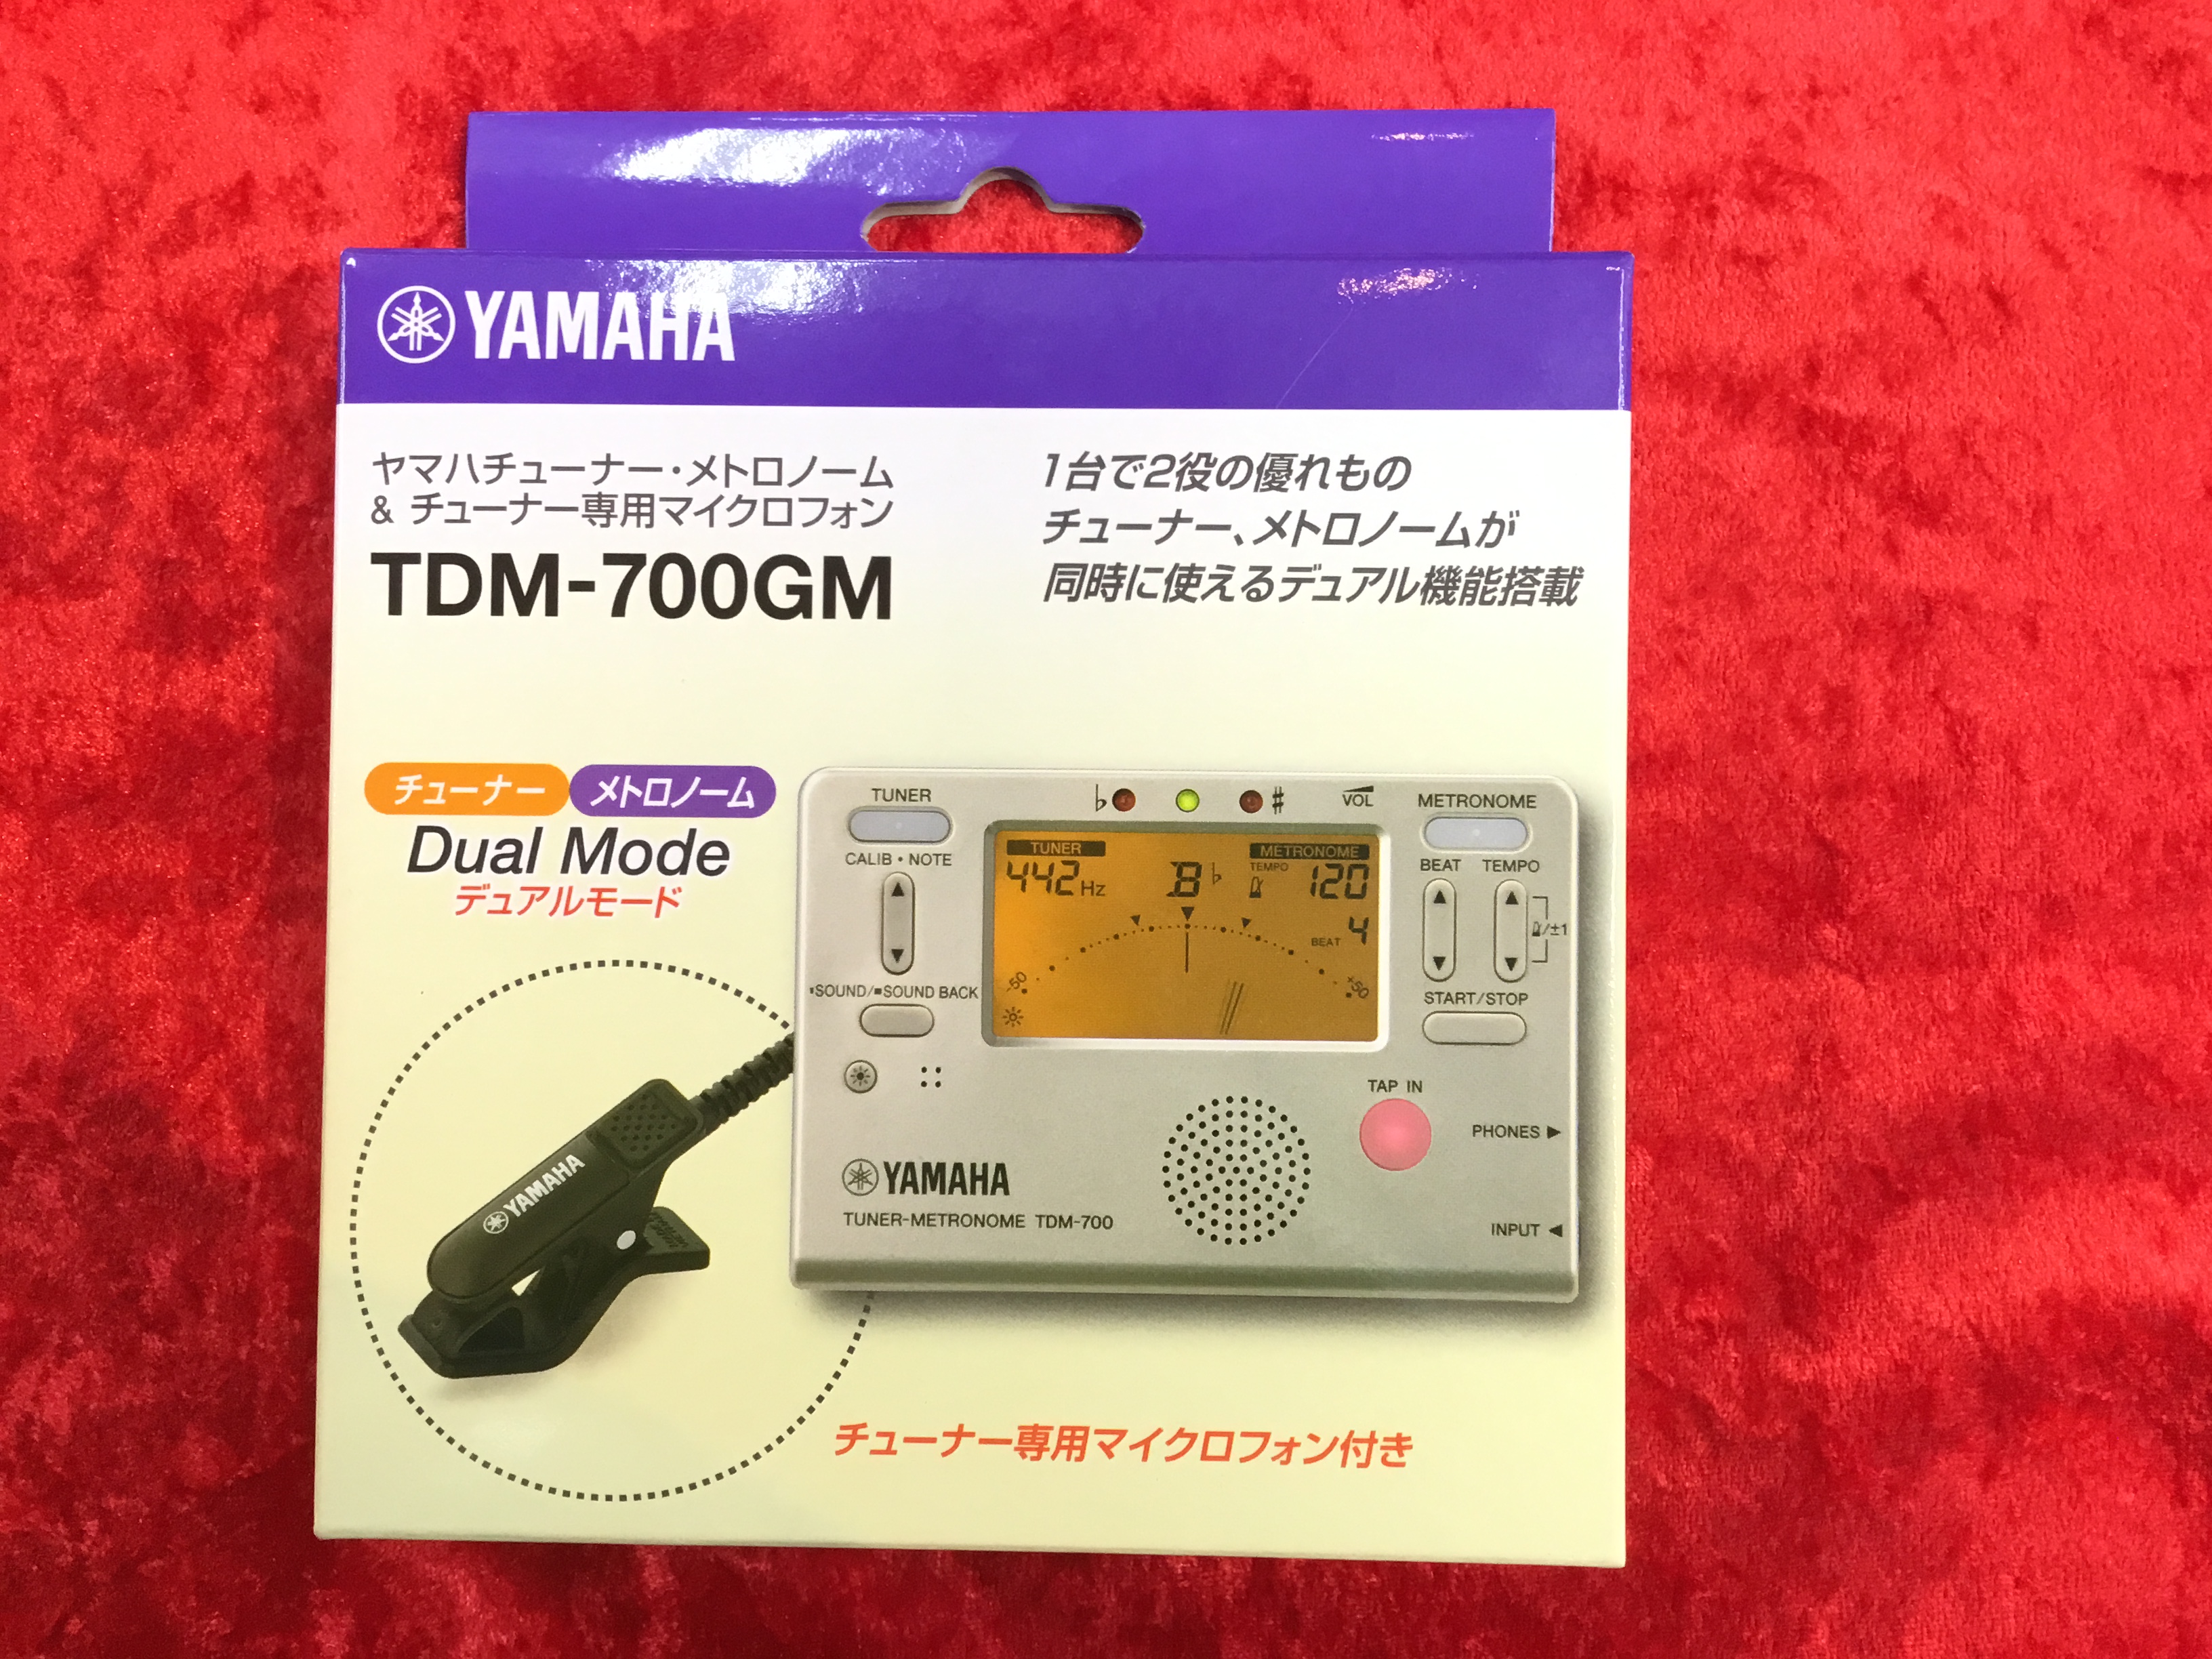 YAMAHA
ヤマハチューナー・メトロノーム
& チューナー専用マイクロフォン
TDM-700GM
1台で2役の優れもの
チューナー、メトロノームが
同時に使えるデュアル機能搭載
チューナー メトロノーム
Dual Mode
デュアルモード
TUNER
♭ ♯
VOL
METRONOME
CALIB・NOTE
BEAT TEMPO
TUNER
METRONOME
442Hz
B♭
TEMPO
120
BEAT 4
-50
+50
/±1
SOUND/■SOUND BACK
START/STOP
TAP IN
PHONES ▶
INPUT ◀
YAMAHA
TUNER-METRONOME TDM-700
YAMAHA
チューナー専用マイクロフォン付き